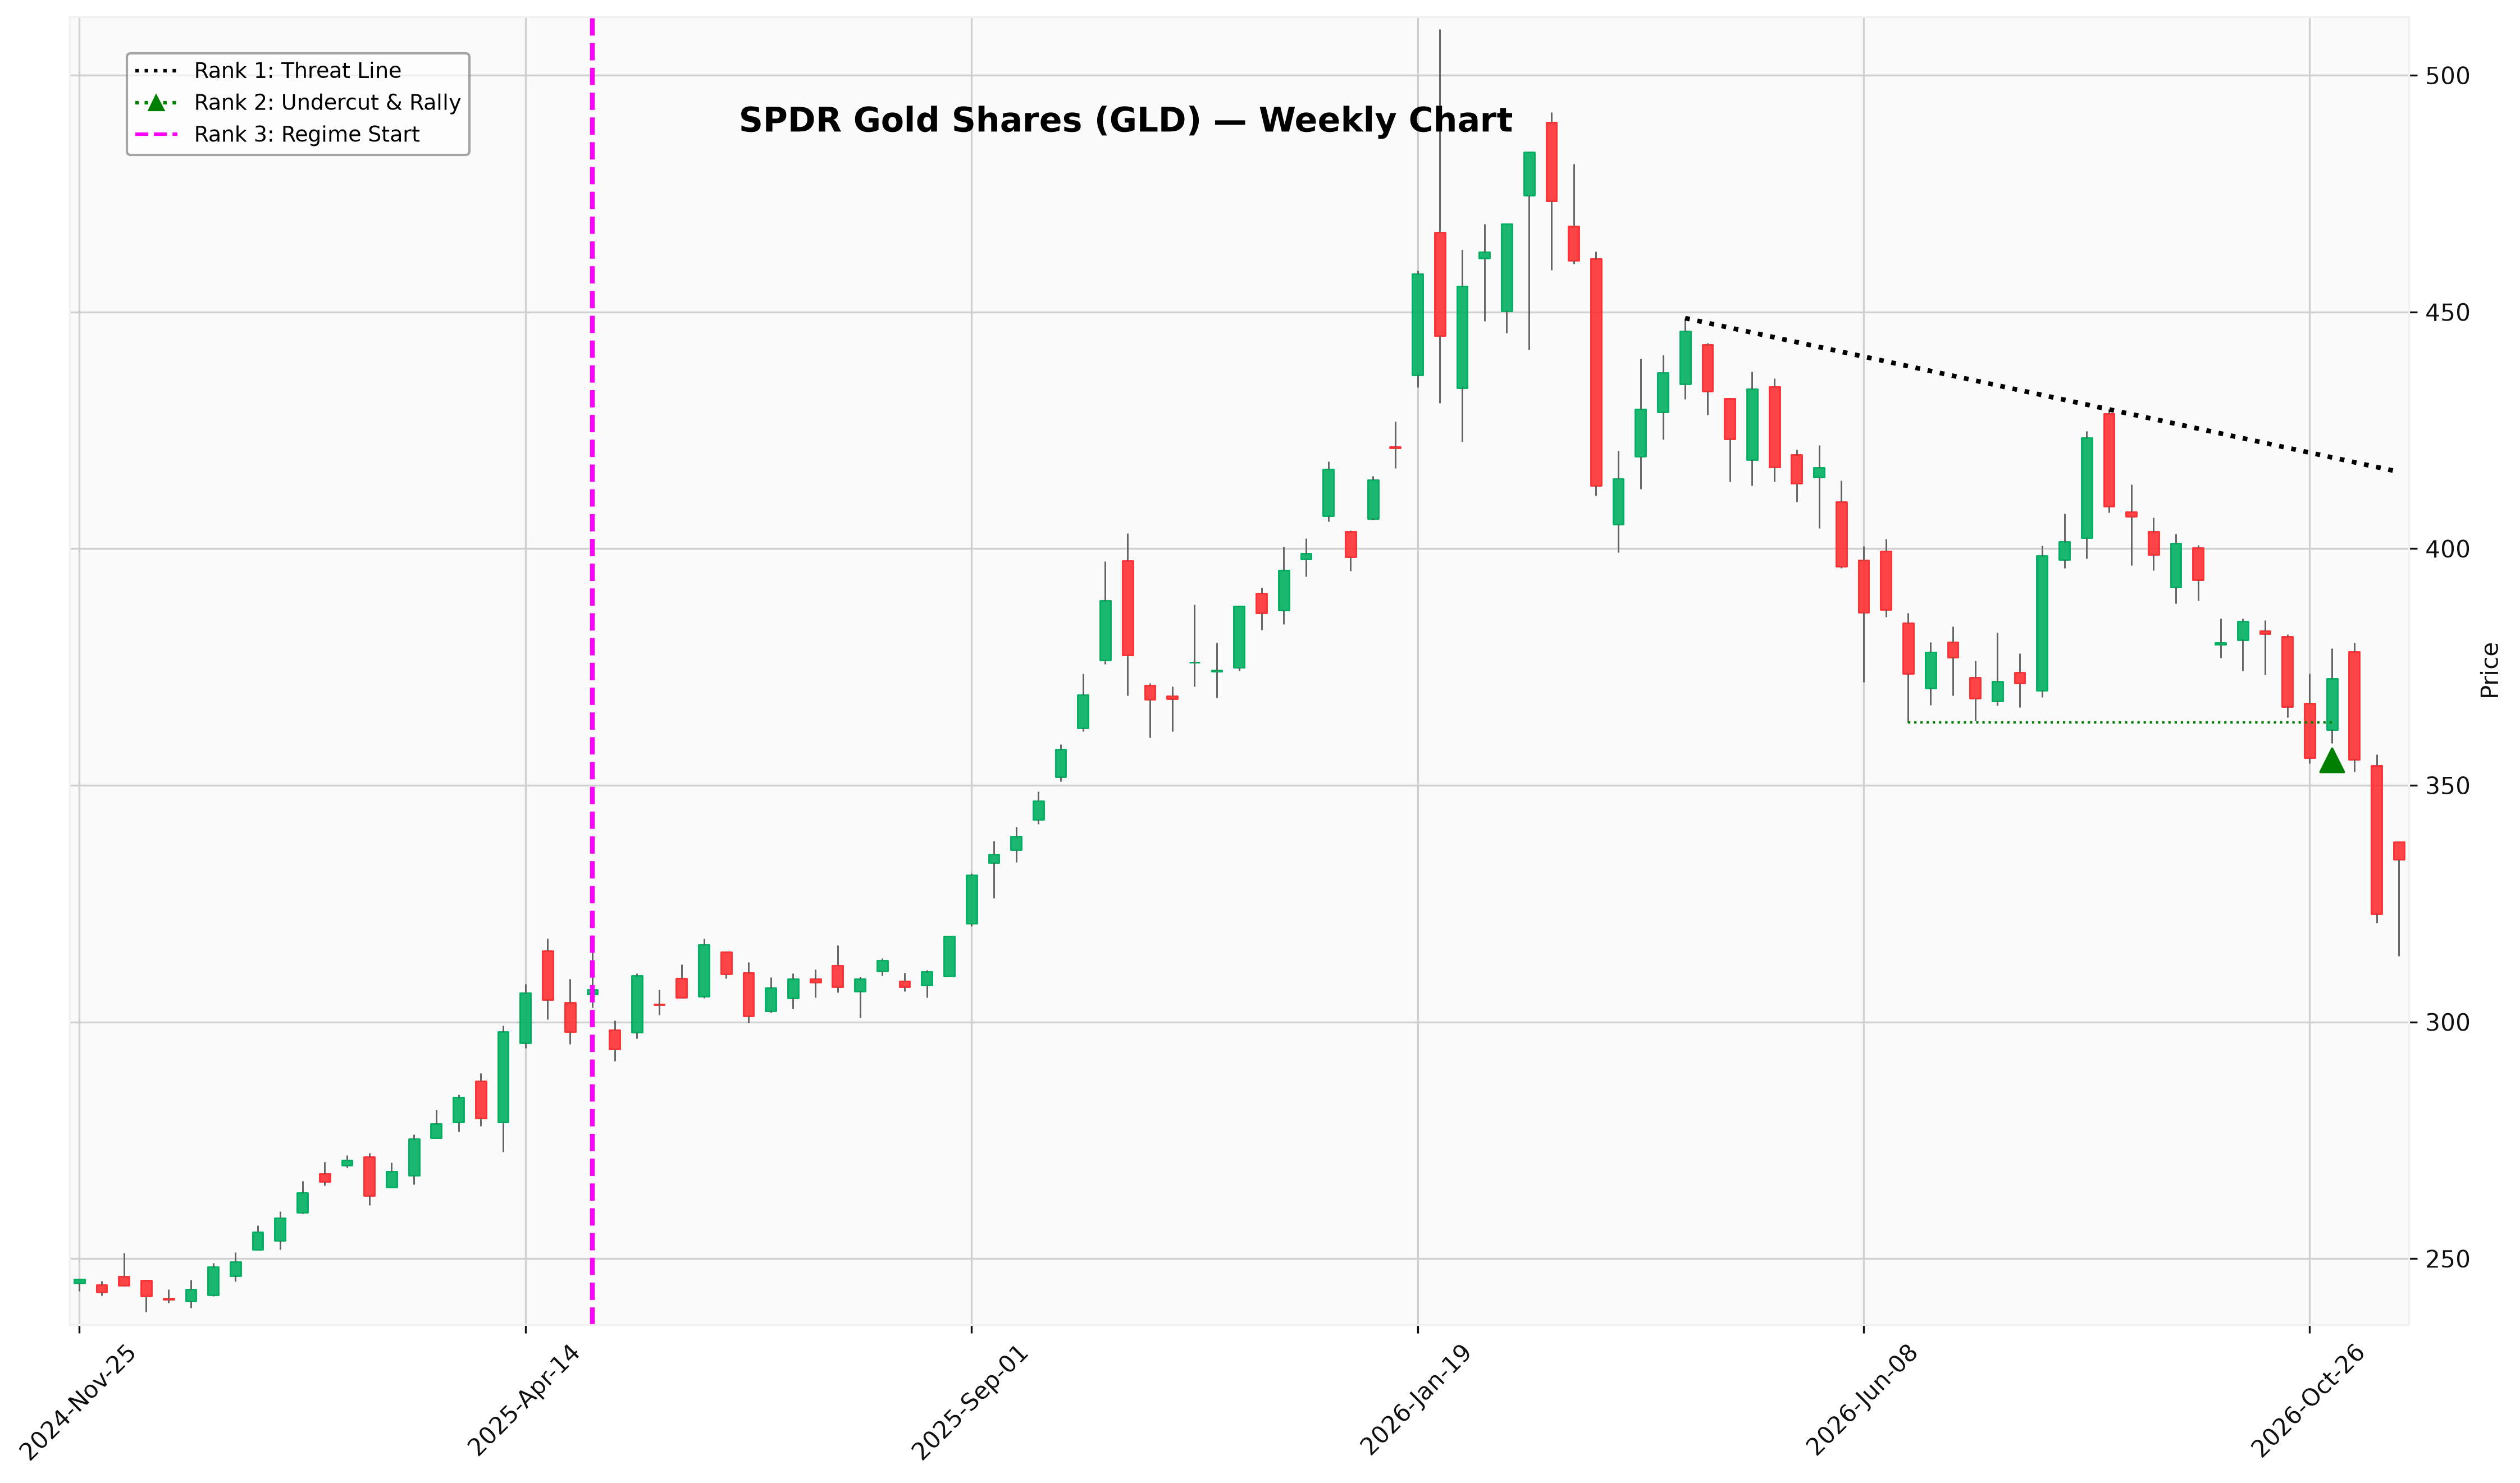 Rank 1: Threat Line
Rank 2: Undercut & Rally
Rank 3: Regime Start
SPDR Gold Shares (GLD) — Weekly Chart
500
450
400
350
300
250
Price
2024-Nov-25
2025-Apr-14
2025-Sep-01
2026-Jan-19
2026-Jun-08
2026-Oct-26